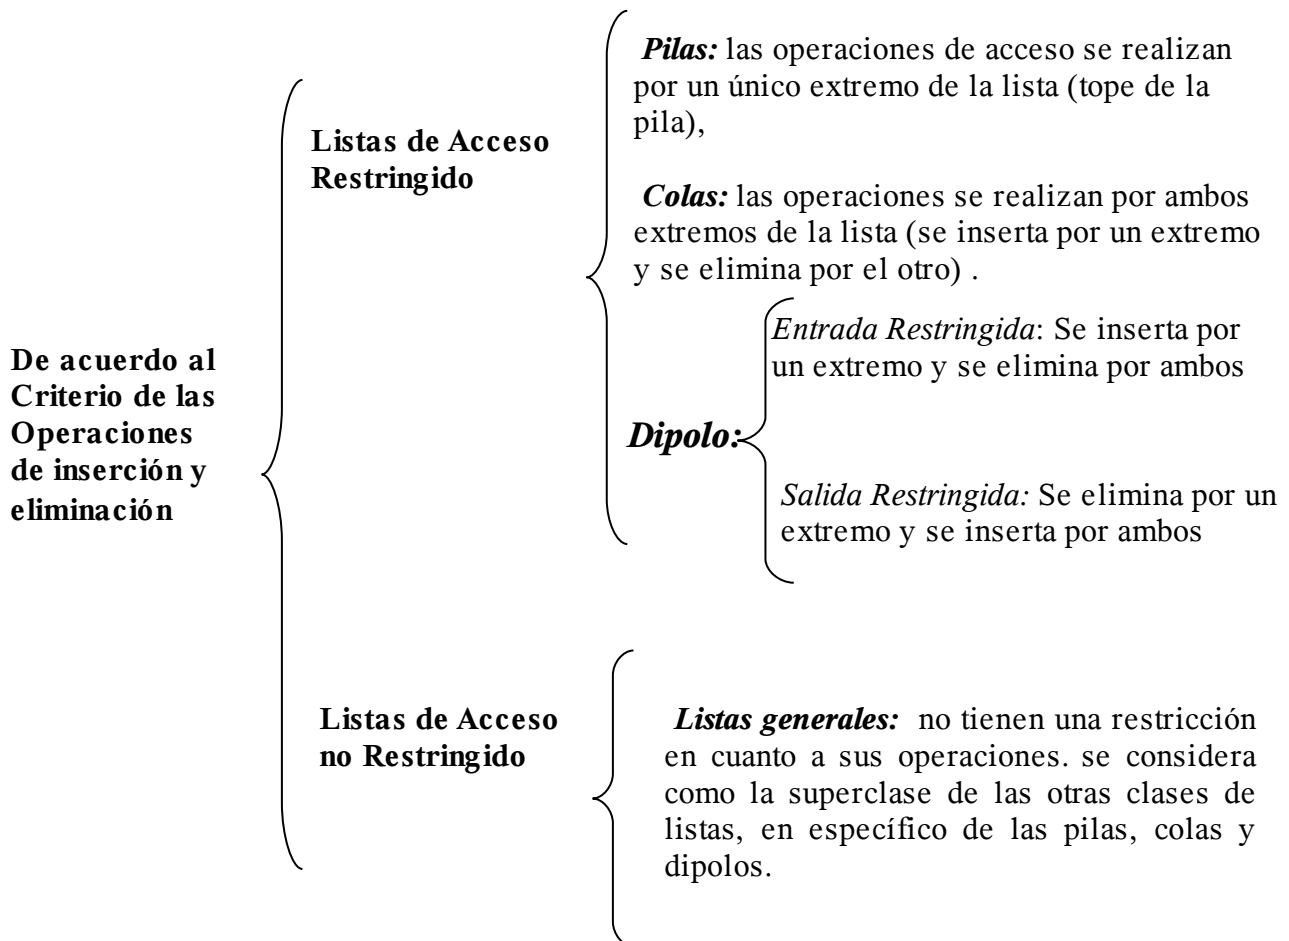 De acuerdo al
Criterio de las
Operaciones
de inserción y
eliminación
Listas de Acceso
Restringido
Pilas: las operaciones de acceso se realizan
por un único extremo de la lista (tope de la
pila),
Colas: las operaciones se realizan por ambos
extremos de la lista (se inserta por un extremo
y se elimina por el otro) .
Dipolo:
Entrada Restringida: Se inserta por
un extremo y se elimina por ambos
Salida Restringida: Se elimina por un
extremo y se inserta por ambos
Listas de Acceso
no Restringido
Listas generales: no tienen una restricción
en cuanto a sus operaciones. se considera
como la superclase de las otras clases de
listas, en específico de las pilas, colas y
dipolos.